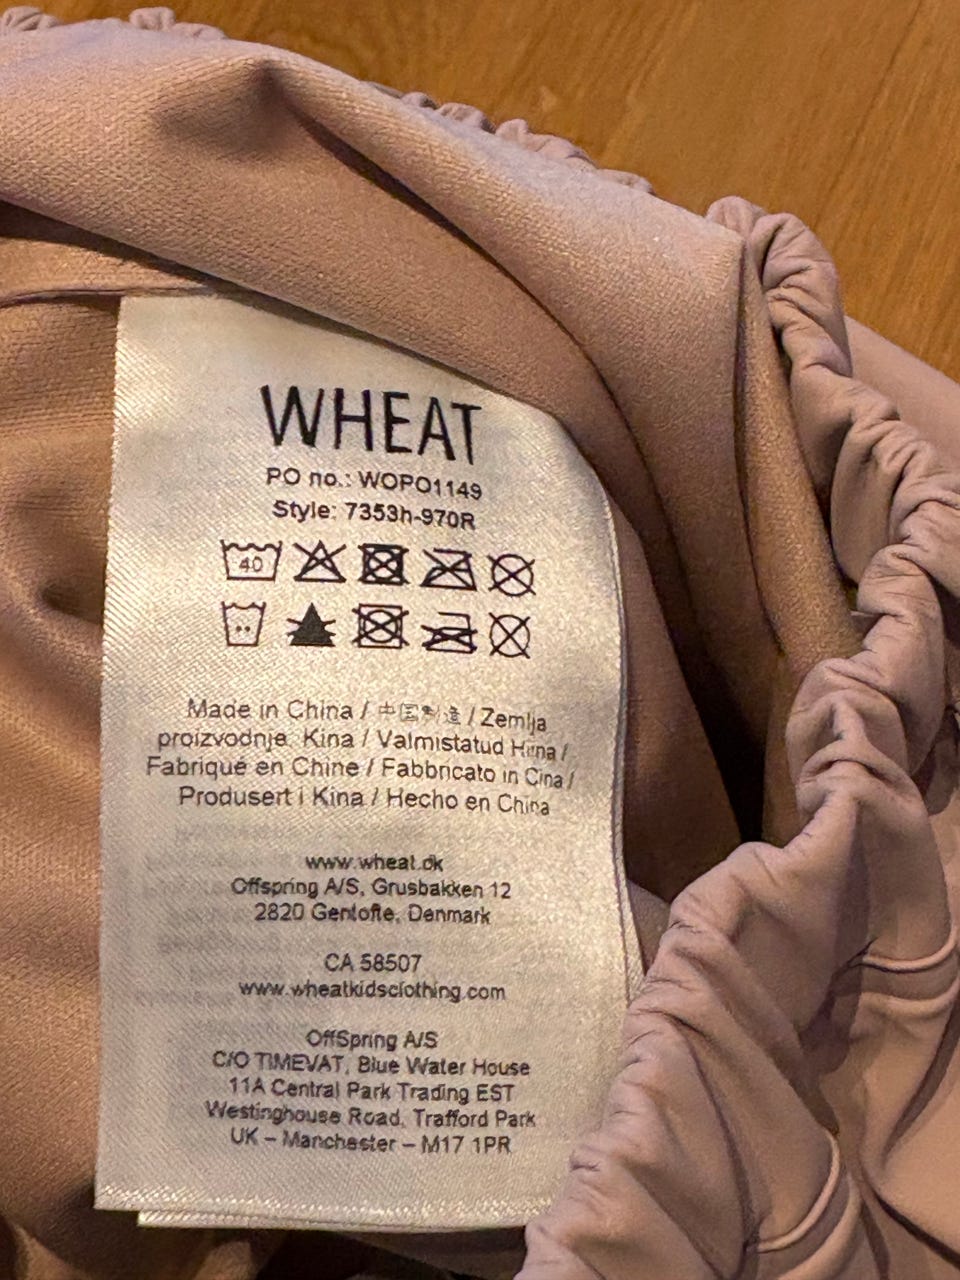 WHEAT
PO no.: WOPO1149
Style: 7353h-970R
40
Made in China / 中国制造 / Zemlja
proizvodnje: Kina / Valmistatud Hiina /
Fabriqué en Chine / Fabbricato in Cina /
Produsert i Kina / Hecho en China
www.wheat.dk
Offspring A/S, Grusbakken 12
2820 Gentofte, Denmark
CA 58507
www.wheatkidsclothing.com
OffSpring A/S
C/O TIMEVAT, Blue Water House
11A Central Park Trading EST
Westinghouse Road, Trafford Park
UK – Manchester – M17 1PR